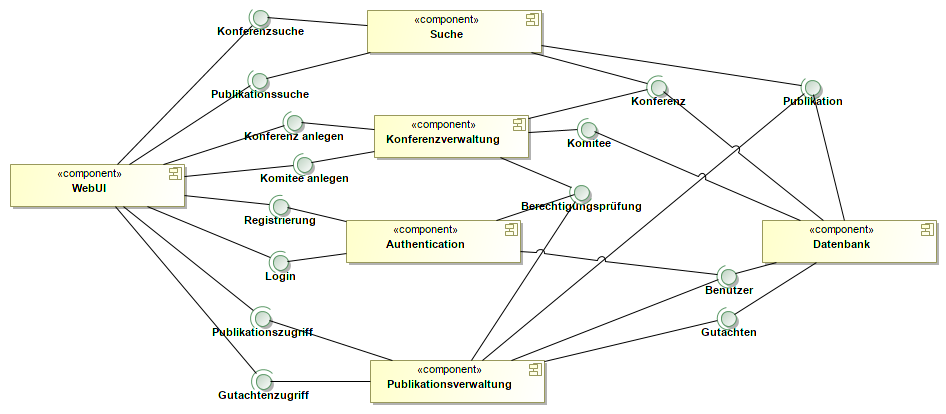 «component»
Suche
Konferenzsuche
Publikationssuche
Konferenz
Publikation
«component»
Konferenzverwaltung
Konferenz anlegen
Komitee
Komitee anlegen
«component»
WebUI
Berechtigungsprüfung
Registrierung
«component»
Authentication
«component»
Datenbank
Login
Benutzer
Publikationszugriff
Gutachten
«component»
Publikationsverwaltung
Gutachtenzugriff